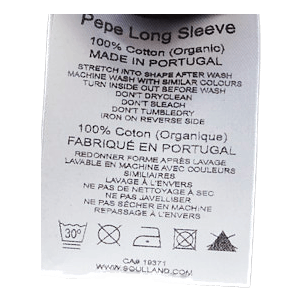 Pepe Long Sleeve
100% Cotton (Organic)
MADE IN PORTUGAL
STRETCH INTO SHAPE AFTER WASH
MACHINE WASH WITH SIMILAR COLOURS
TURN INSIDE OUT BEFORE WASH
DON'T DRYCLEAN
DON'T BLEACH
DON'T TUMBLEDRY
IRON ON REVERSE SIDE
100% Coton (Organique)
FABRIQUÉ EN PORTUGAL
REDONNER FORME APRÈS LAVAGE
LAVABLE EN MACHINE AVEC COULEURS
SIMILIAIRES
LAVAGE À L'ENVERS
NE PAS DE NETTOYAGE À SEC
NE PAS JAVELLISER
NE PAS SÉCHER EN MACHINE
REPASSAGE À L'ENVERS
30°
CA# 19371
WWW.SOULLAND.COM